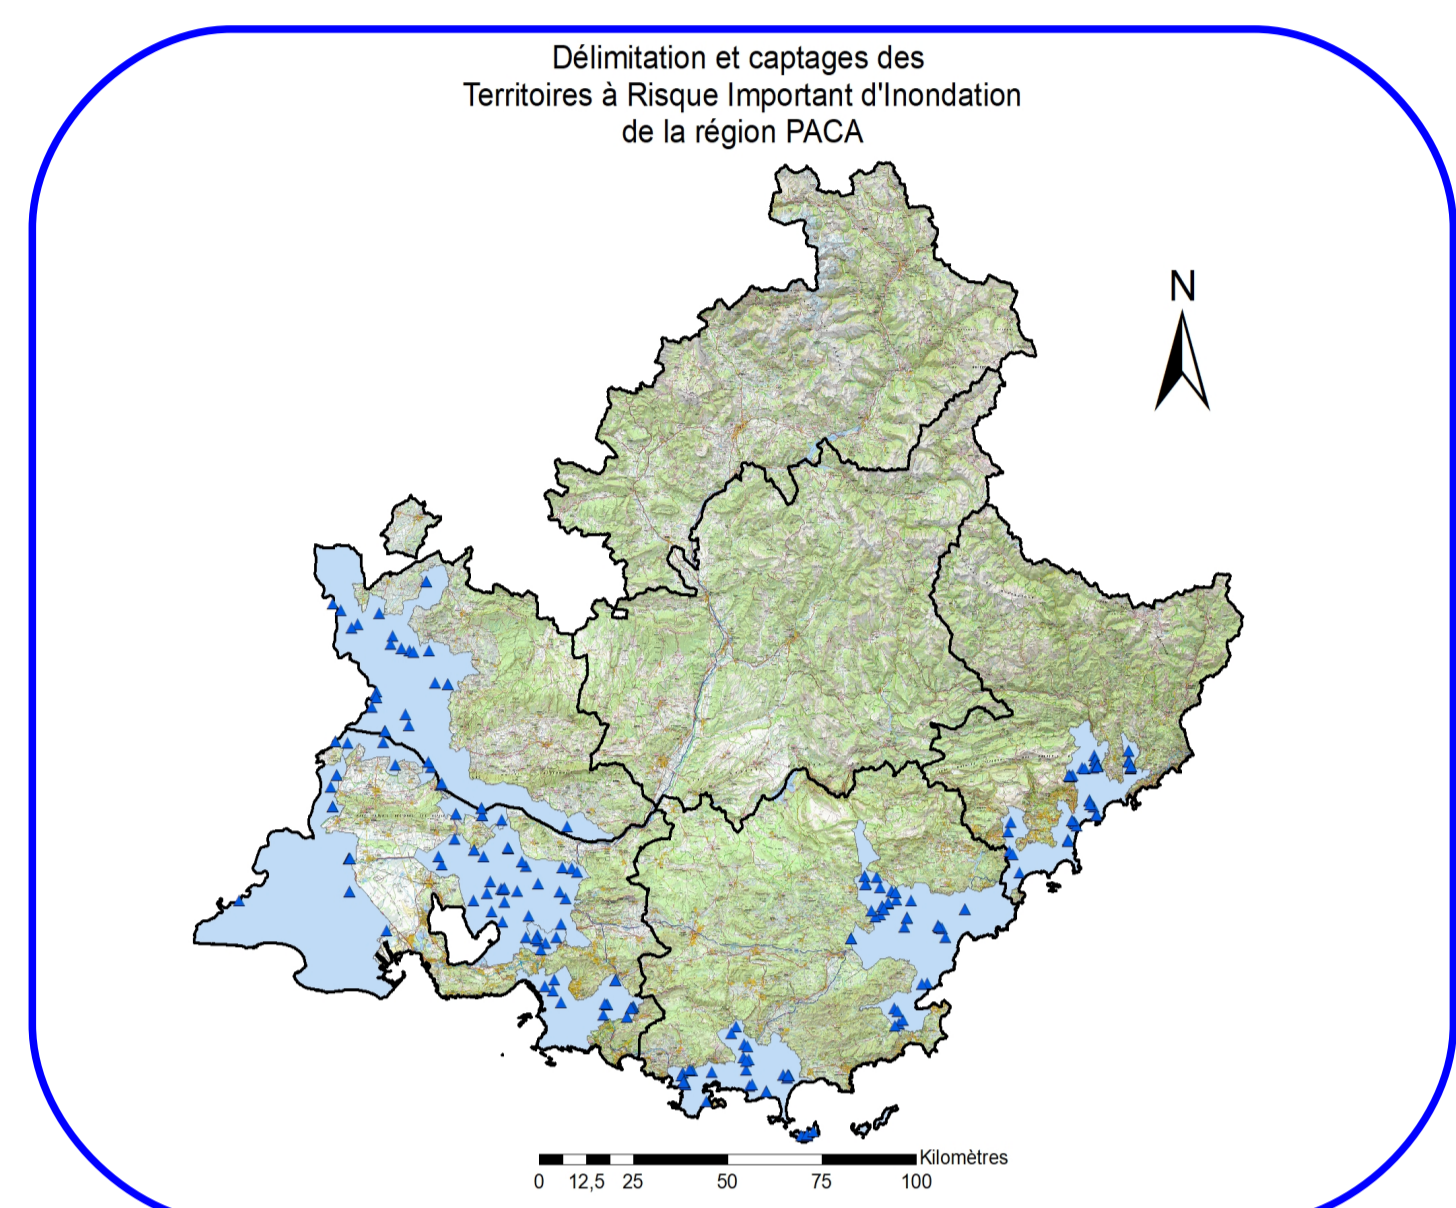 Délimitation et captages des
Territoires à Risque Important d'Inondation
de la région PACA
N
Kilomètres
0 12,5 25 50 75 100